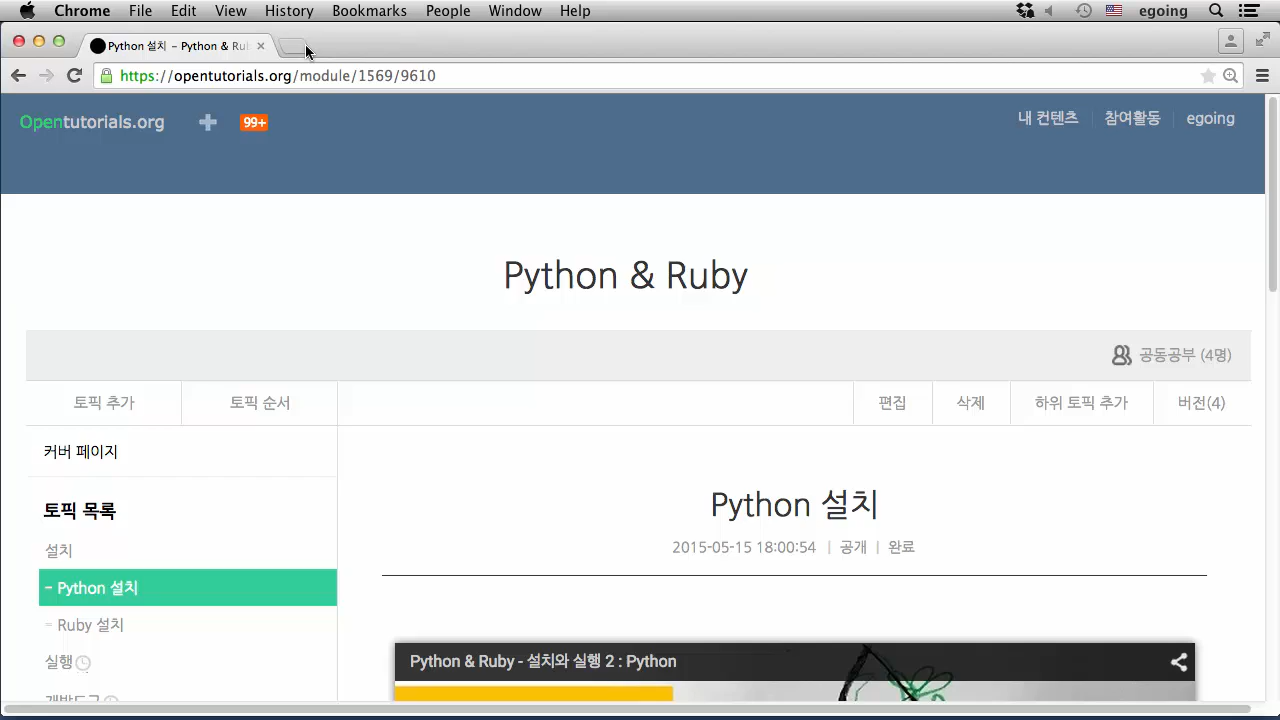 Chrome File Edit View History Bookmarks People Window Help egoing
Python 설치 - Python & Rul
https://opentutorials.org/module/1569/9610
Opentutorials.org 99+ 내 컨텐츠 참여활동 egoing
Python & Ruby
공동공부 (4명)
토픽 추가 토픽 순서 편집 삭제 하위 토픽 추가 버전(4)
커버 페이지
토픽 목록
Python 설치
2015-05-15 18:00:54 | 공개 | 완료
설치
- Python 설치
= Ruby 설치
실행
개발도구
Python & Ruby - 설치와 실행 2 : Python